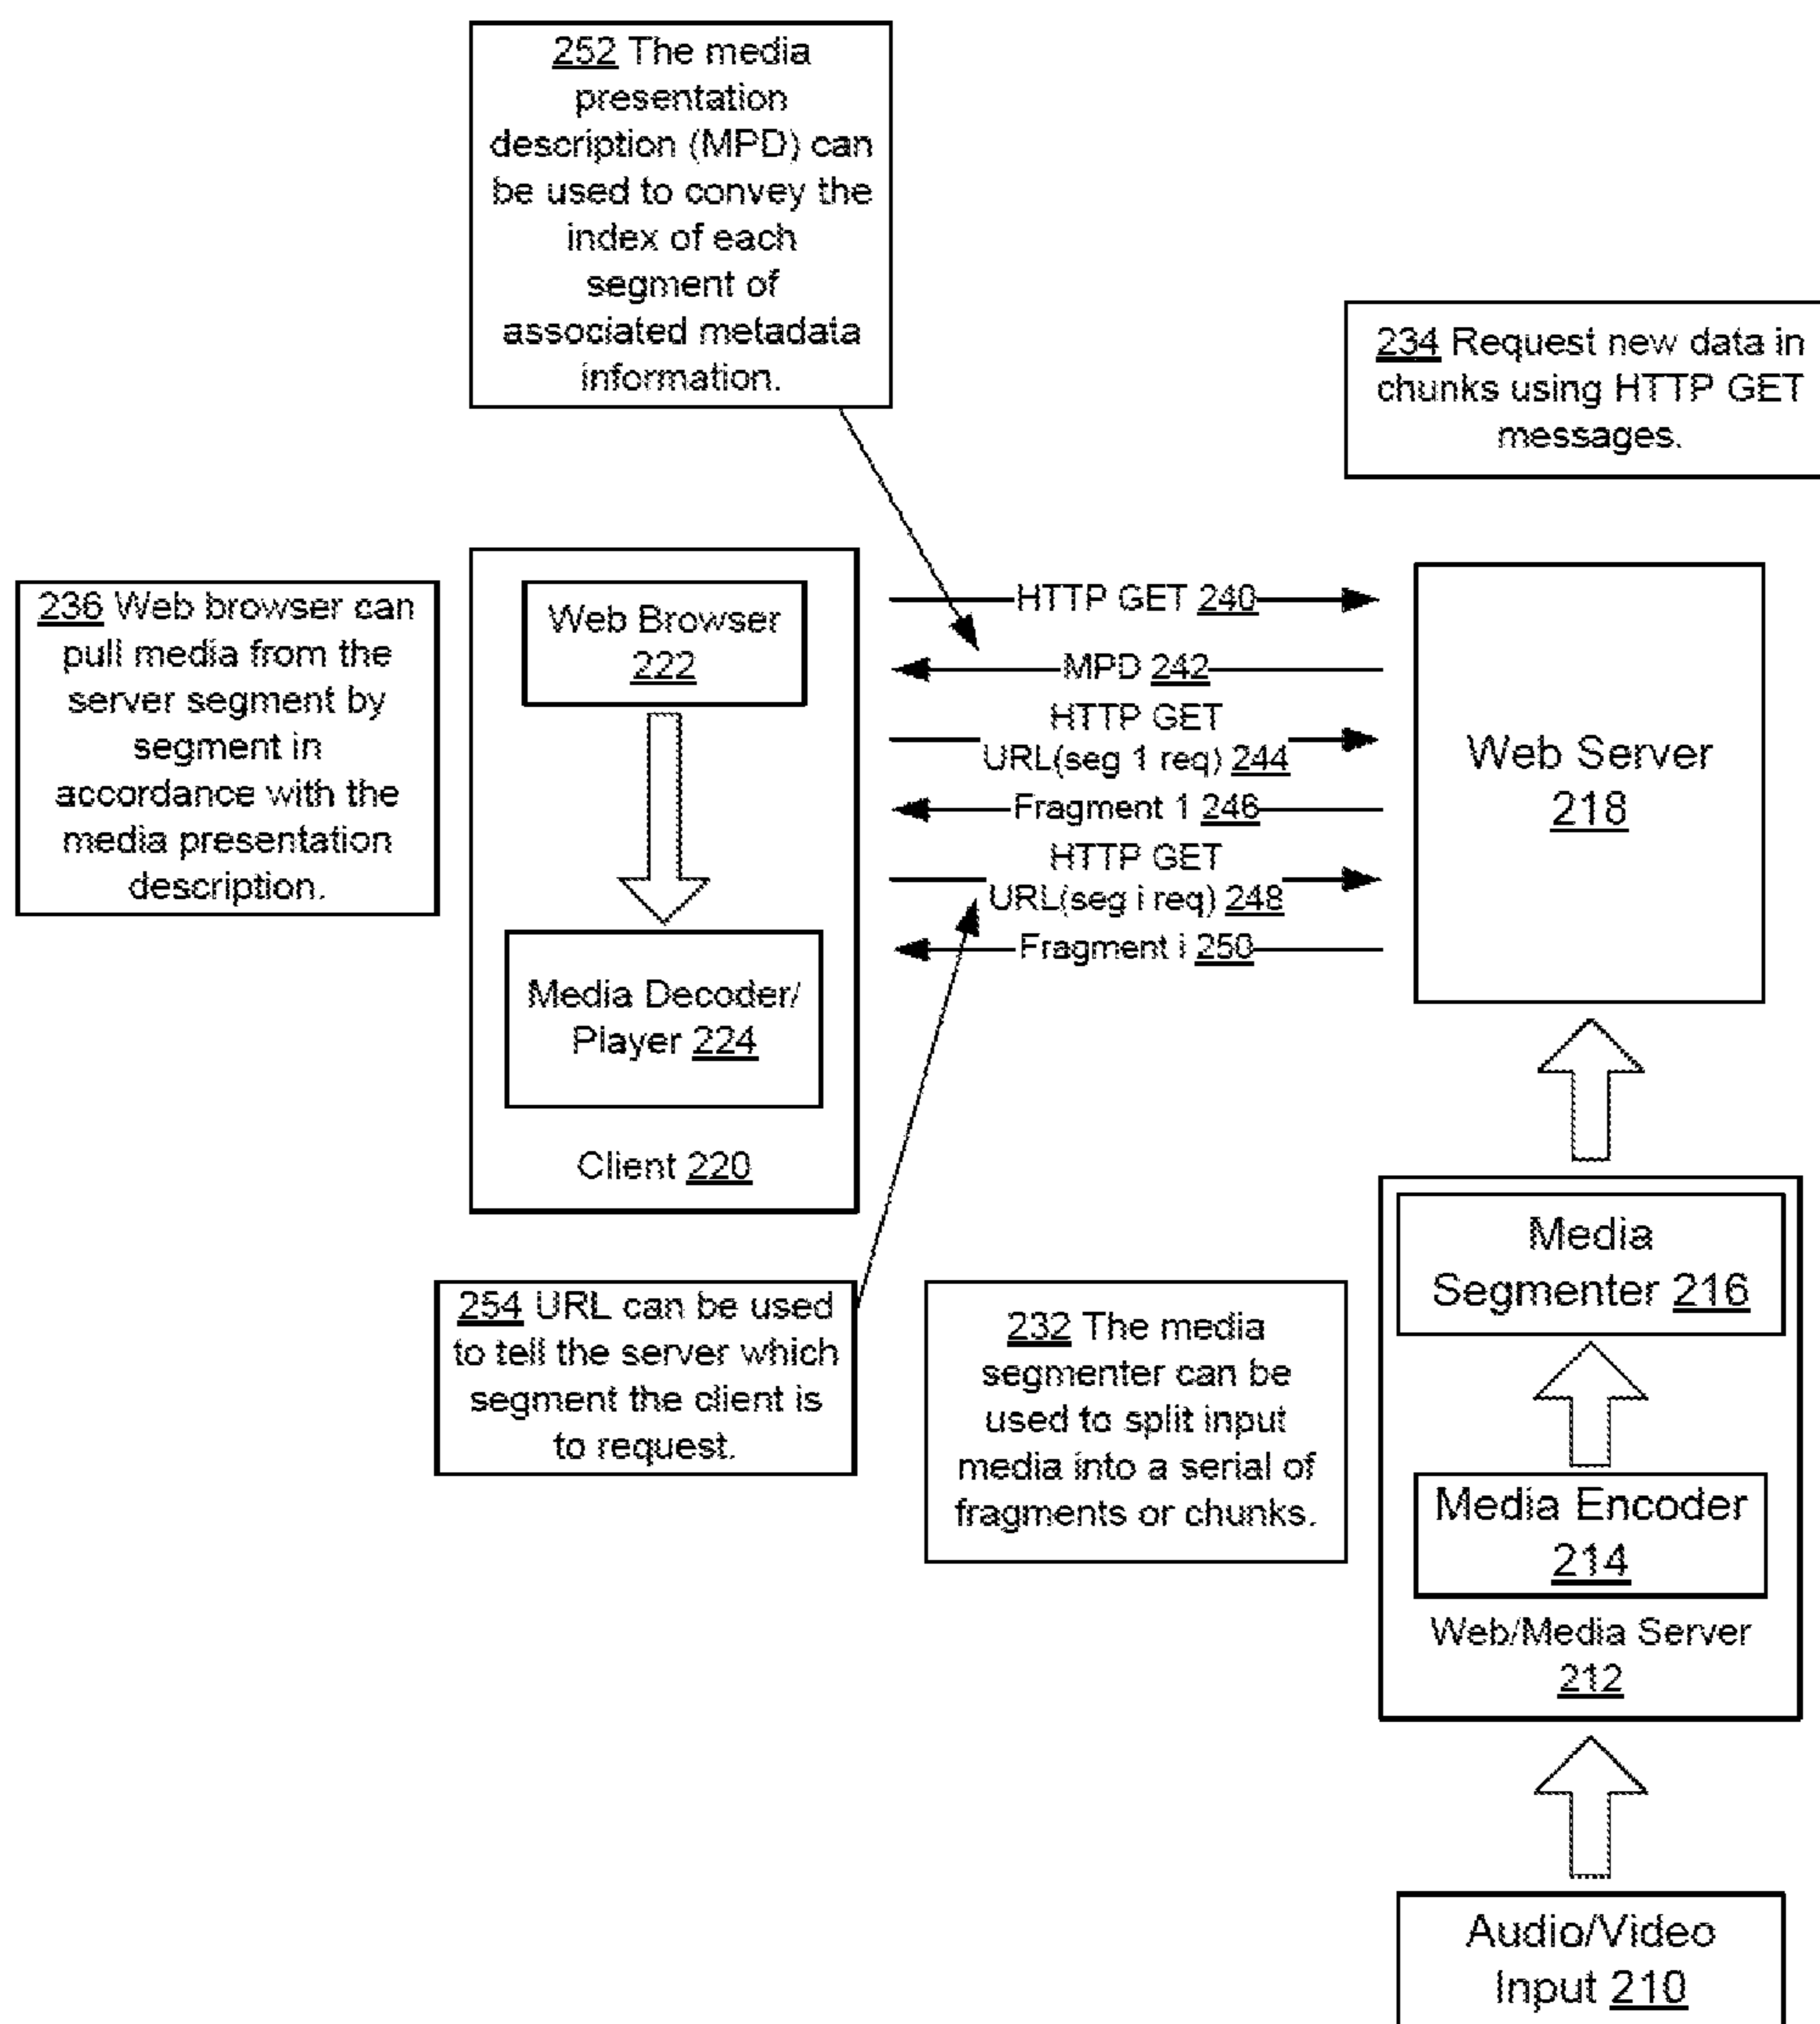 252 The media
presentation
description (MPD) can
be used to convey the
index of each
segment of
associated metadata
information.
234 Request new data in
chunks using HTTP GET
messages.
236 Web browser can
pull media from the
server segment by
segment in
accordance with the
media presentation
description.
Web Browser
222
Media Decoder/
Player 224
Client 220
HTTP GET 240
MPD 242
HTTP GET
URL(seg 1 req) 244
Fragment 1 246
HTTP GET
URL(seg i req) 248
Fragment i 250
Web Server
218
254 URL can be used
to tell the server which
segment the client is
to request.
232 The media
segmenter can be
used to split input
media into a serial of
fragments or chunks.
Media
Segmenter 216
Media Encoder
214
Web/Media Server
212
Audio/Video
Input 210